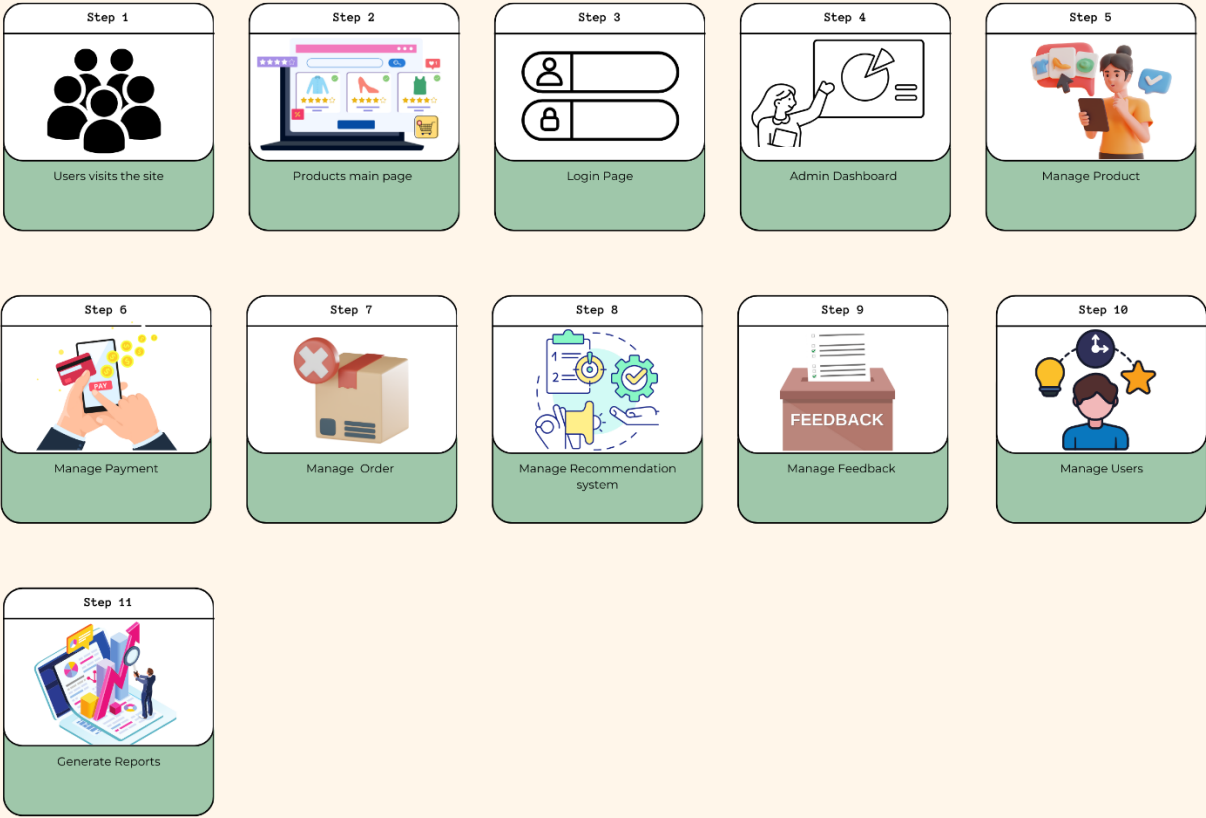 Step 1
Users visits the site
Step 2
Products main page
Step 3
Login Page
Step 4
Admin Dashboard
Step 5
Manage Product
Step 6
PAY
Manage Payment
Step 7
Manage Order
Step 8
1
2
Manage Recommendation
system
Step 9
FEEDBACK
Manage Feedback
Step 10
Manage Users
Step 11
Generate Reports